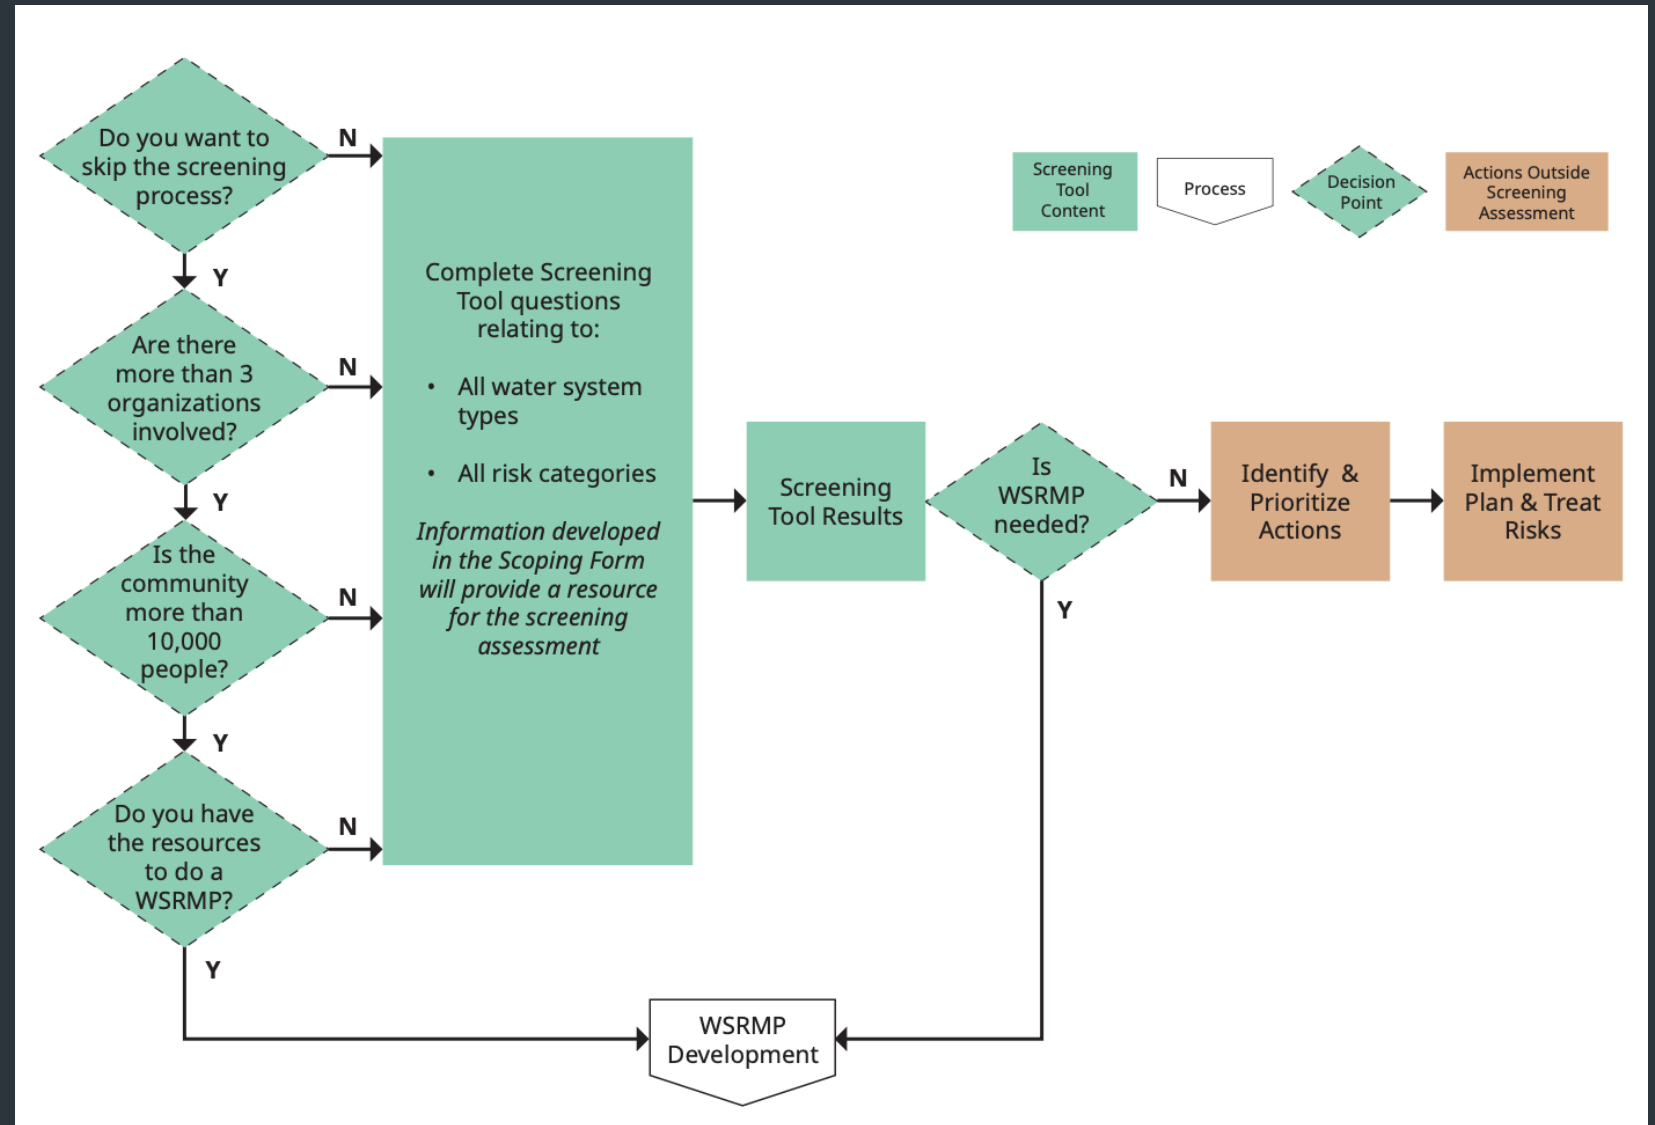 Do you want to
skip the screening
process?
N
Y
Are there
more than 3
organizations
involved?
N
Y
Is the
community
more than
10,000
people?
N
Y
Do you have
the resources
to do a
WSRMP?
N
Y
Complete Screening
Tool questions
relating to:
• All water system
types
• All risk categories
Information developed
in the Scoping Form
will provide a resource
for the screening
assessment
Screening
Tool Results
Is
WSRMP
needed?
N
Y
Identify &
Prioritize
Actions
Implement
Plan & Treat
Risks
WSRMP
Development
Screening
Tool
Content
Process
Decision
Point
Actions Outside
Screening
Assessment